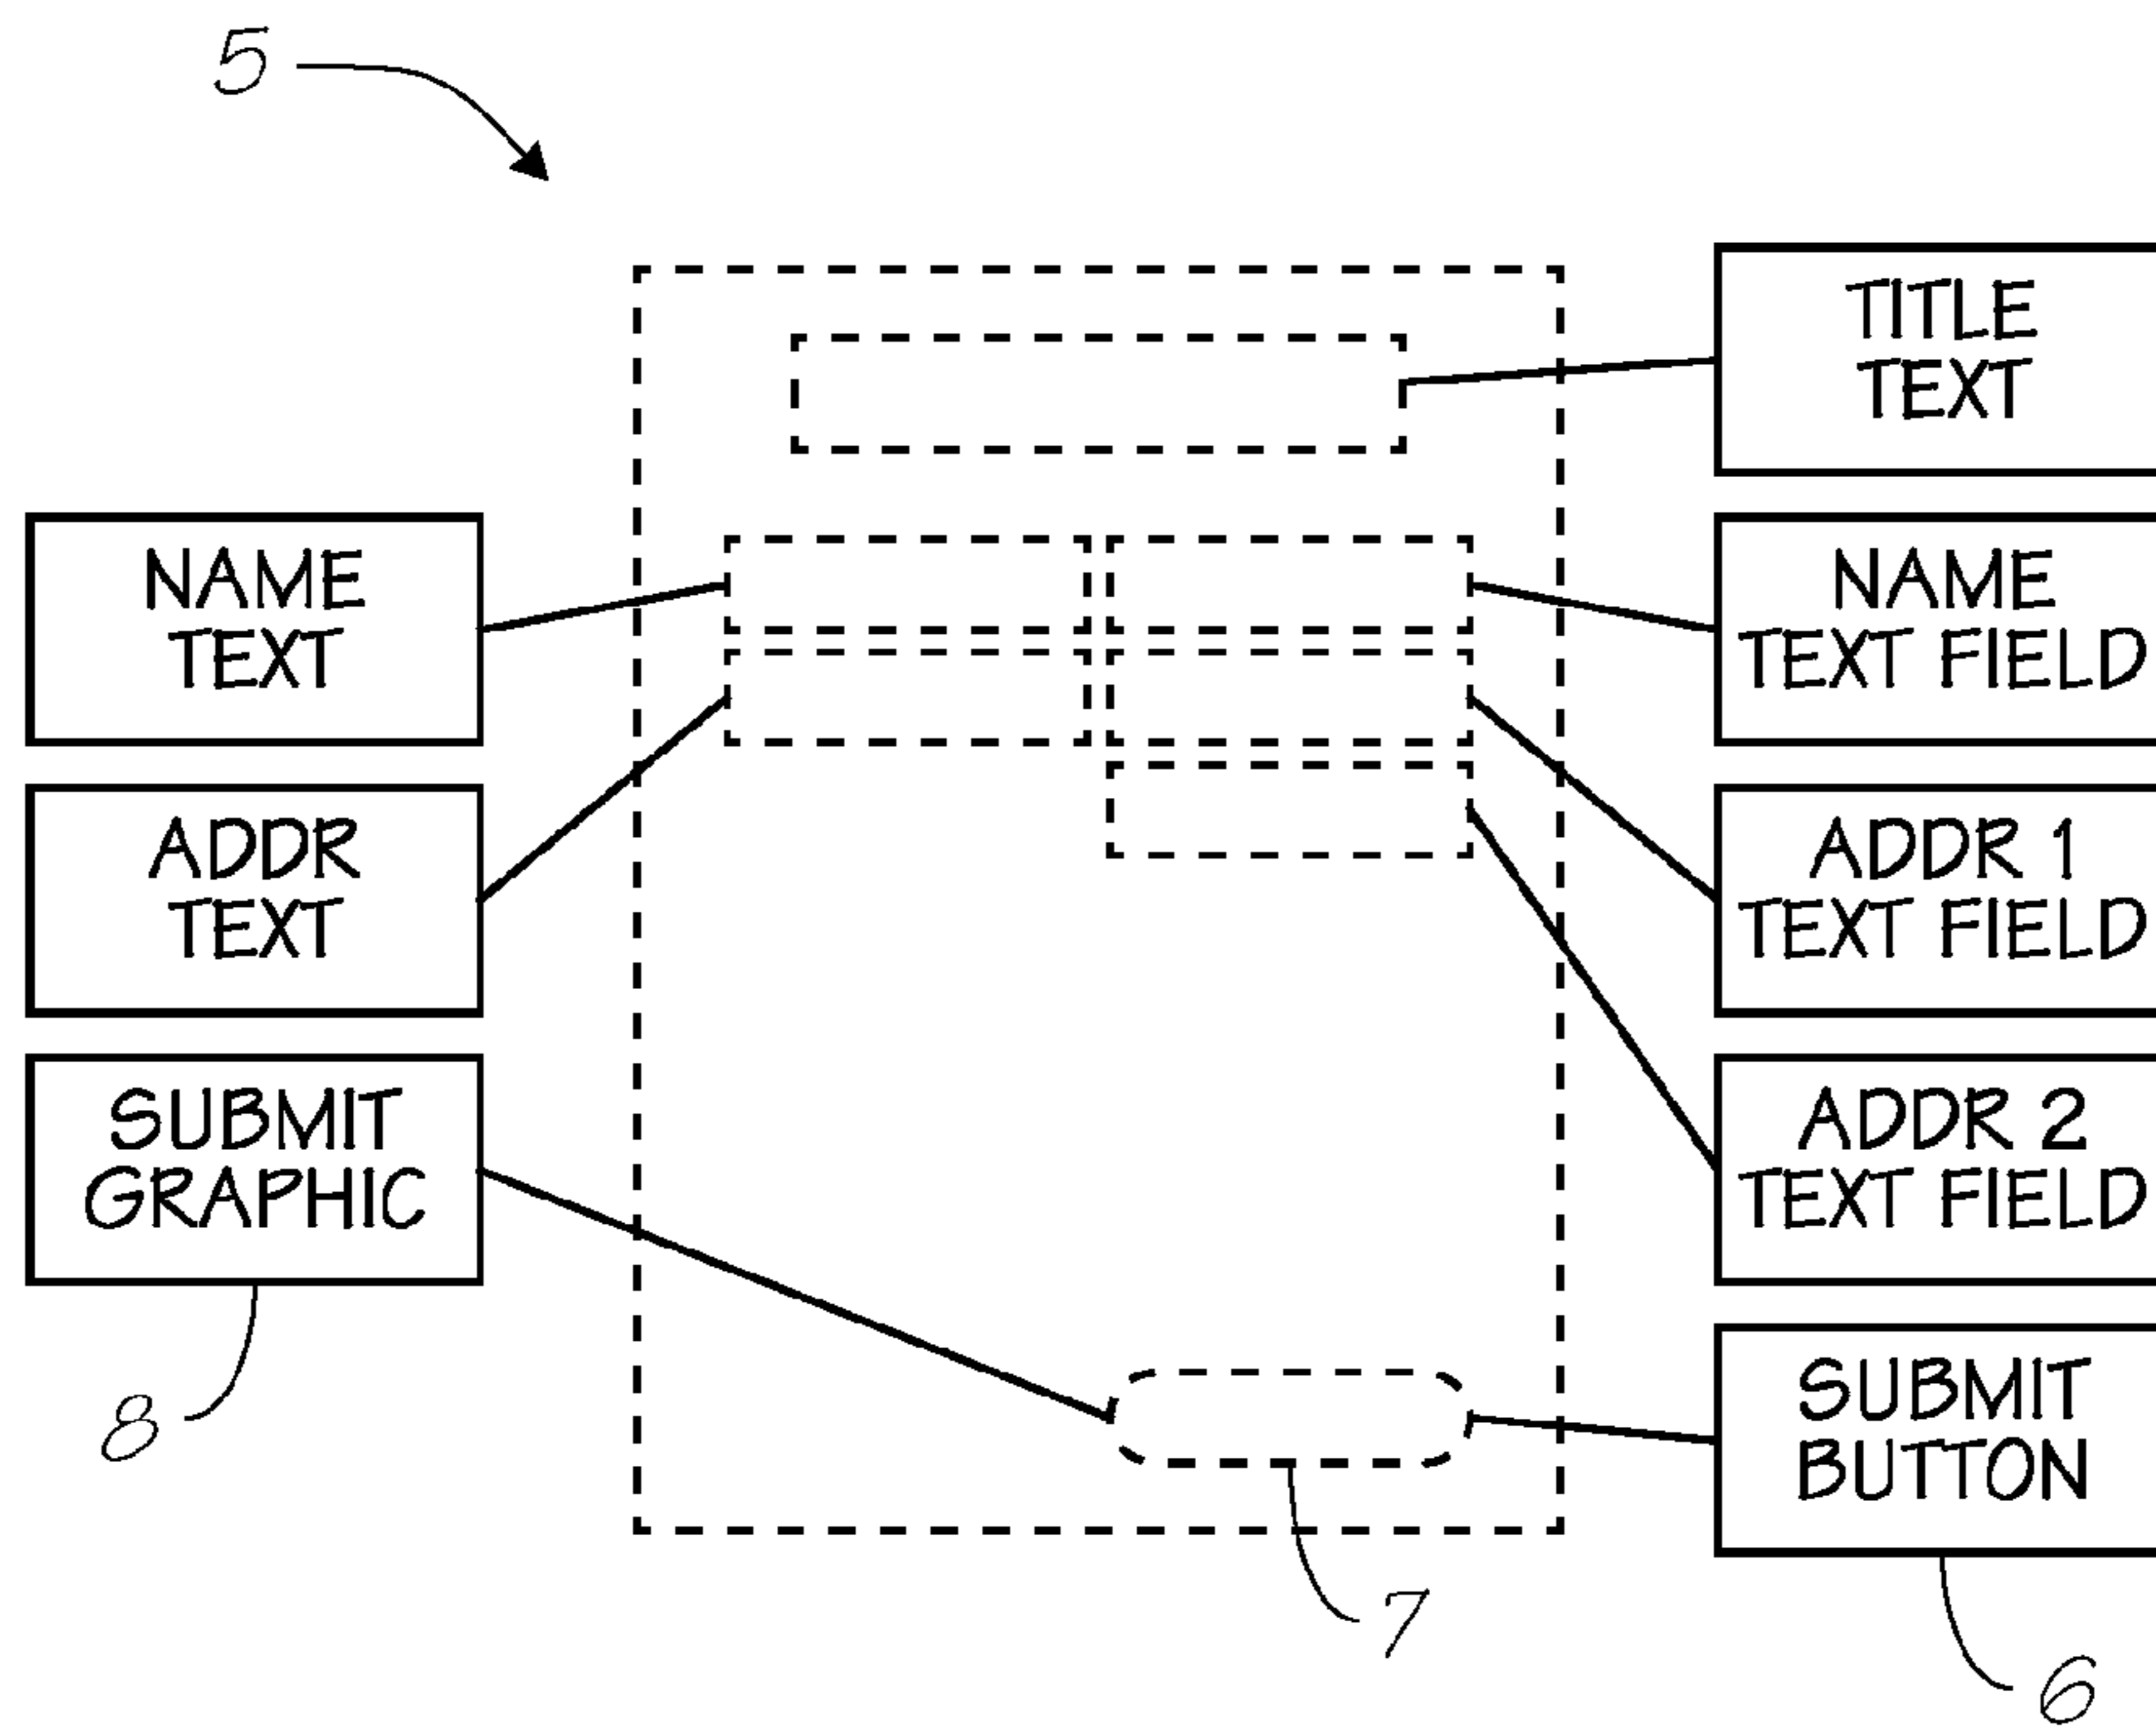 5
TITLE
TEXT
NAME
TEXT
NAME
TEXT FIELD
ADDR
TEXT
ADDR 1
TEXT FIELD
SUBMIT
GRAPHIC
ADDR 2
TEXT FIELD
SUBMIT
BUTTON
8
7
6